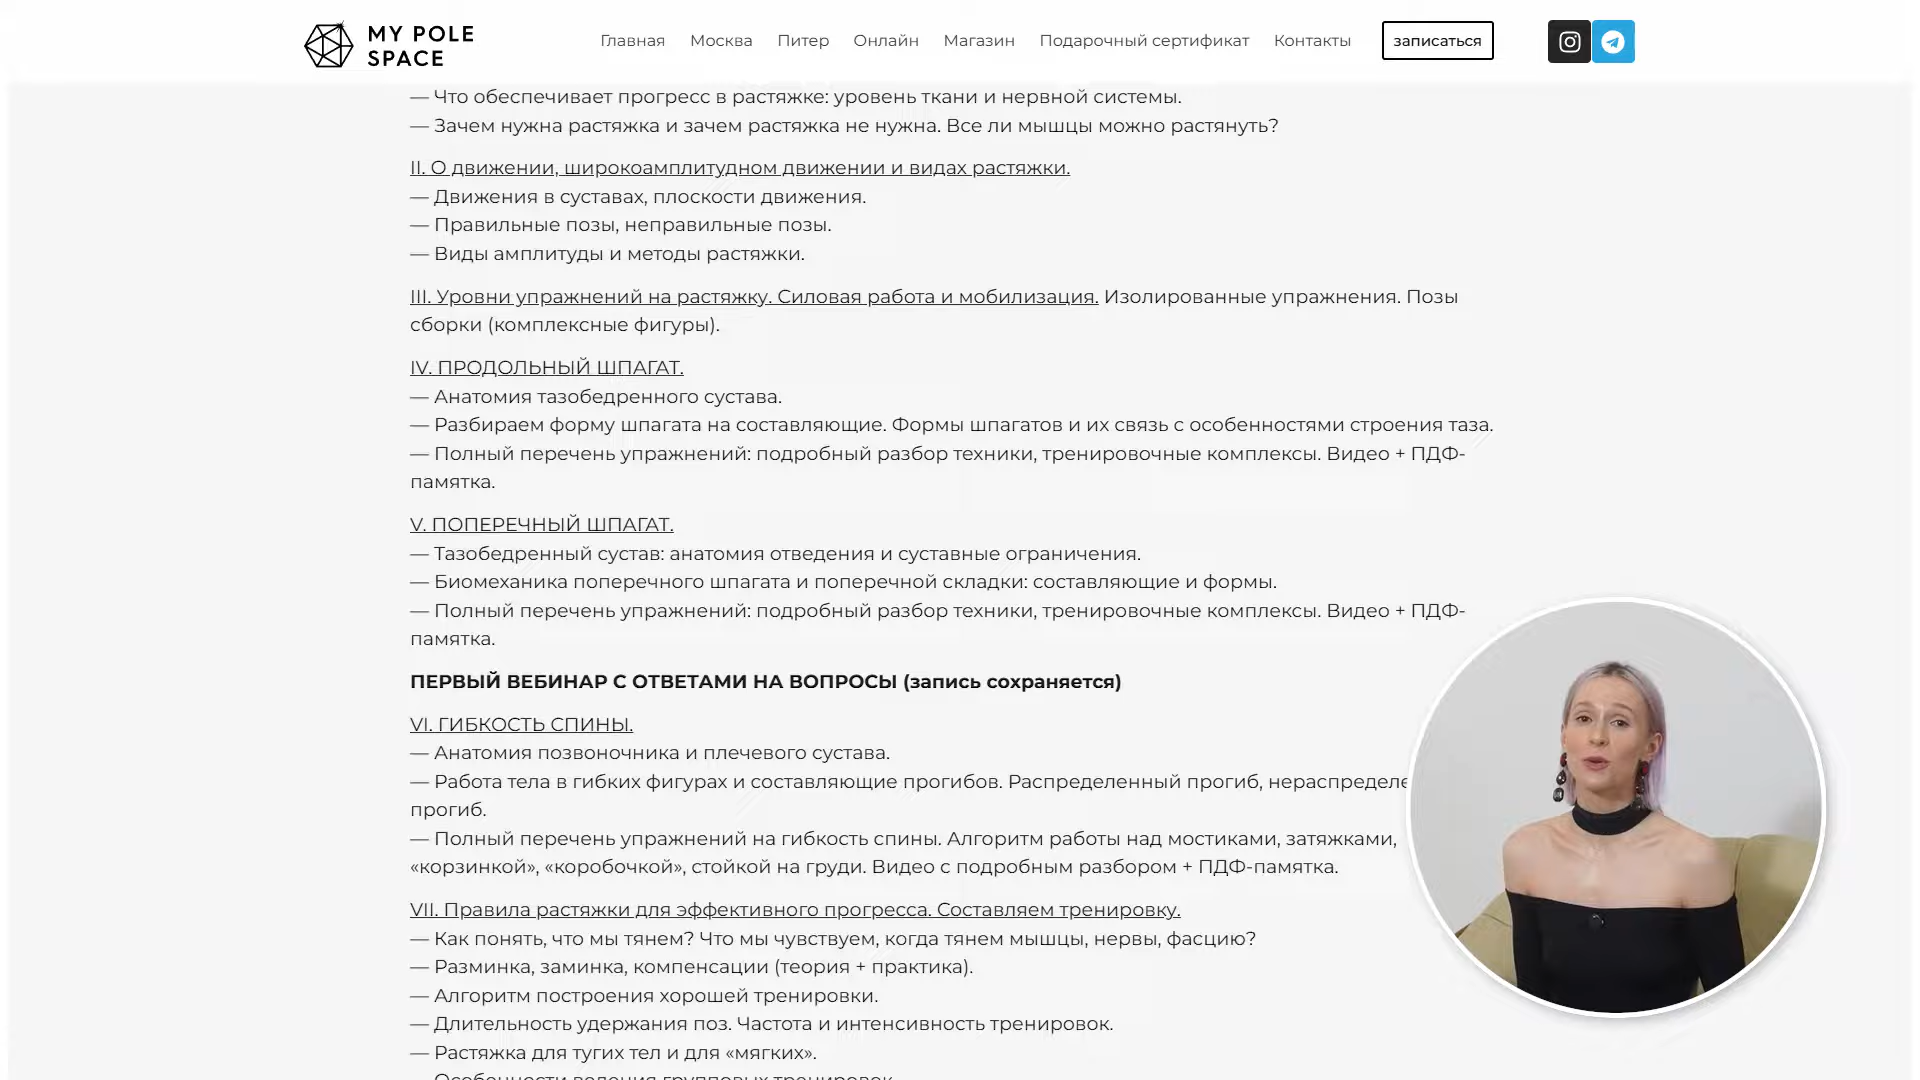 MY POLE
SPACE
Главная Москва Питер Онлайн Магазин Подарочный сертификат Контакты записаться
— Что обеспечивает прогресс в растяжке: уровень ткани и нервной системы.
— Зачем нужна растяжка и зачем растяжка не нужна. Все ли мышцы можно растянуть?
II. О движении, широкоамплитудном движении и видах растяжки.
— Движения в суставах, плоскости движения.
— Правильные позы, неправильные позы.
— Виды амплитуды и методы растяжки.
III. Уровни упражнений на растяжку. Силовая работа и мобилизация. Изолированные упражнения. Позы
сборки (комплексные фигуры).
IV. ПРОДОЛЬНЫЙ ШПАГАТ.
— Анатомия тазобедренного сустава.
— Разбираем форму шпагата на составляющие. Формы шпагатов и их связь с особенностями строения таза.
— Полный перечень упражнений: подробный разбор техники, тренировочные комплексы. Видео + ПДФ-
памятка.
V. ПОПЕРЕЧНЫЙ ШПАГАТ.
— Тазобедренный сустав: анатомия отведения и суставные ограничения.
— Биомеханика поперечного шпагата и поперечной складки: составляющие и формы.
— Полный перечень упражнений: подробный разбор техники, тренировочные комплексы. Видео + ПДФ-
памятка.
ПЕРВЫЙ ВЕБИНАР С ОТВЕТАМИ НА ВОПРОСЫ (запись сохраняется)
VI. ГИБКОСТЬ СПИНЫ.
— Анатомия позвоночника и плечевого сустава.
— Работа тела в гибких фигурах и составляющие прогибов. Распределенный прогиб, нераспределе
прогиб.
— Полный перечень упражнений на гибкость спины. Алгоритм работы над мостиками, затяжками,
«корзинкой», «коробочкой», стойкой на груди. Видео с подробным разбором + ПДФ-памятка.
VII. Правила растяжки для эффективного прогресса. Составляем тренировку.
— Как понять, что мы тянем? Что мы чувствуем, когда тянем мышцы, нервы, фасцию?
— Разминка, заминка, компенсации (теория + практика).
— Алгоритм построения хорошей тренировки.
— Длительность удержания поз. Частота и интенсивность тренировок.
— Растяжка для тугих тел и для «мягких».
— Особенности ведения групповых тренировок.